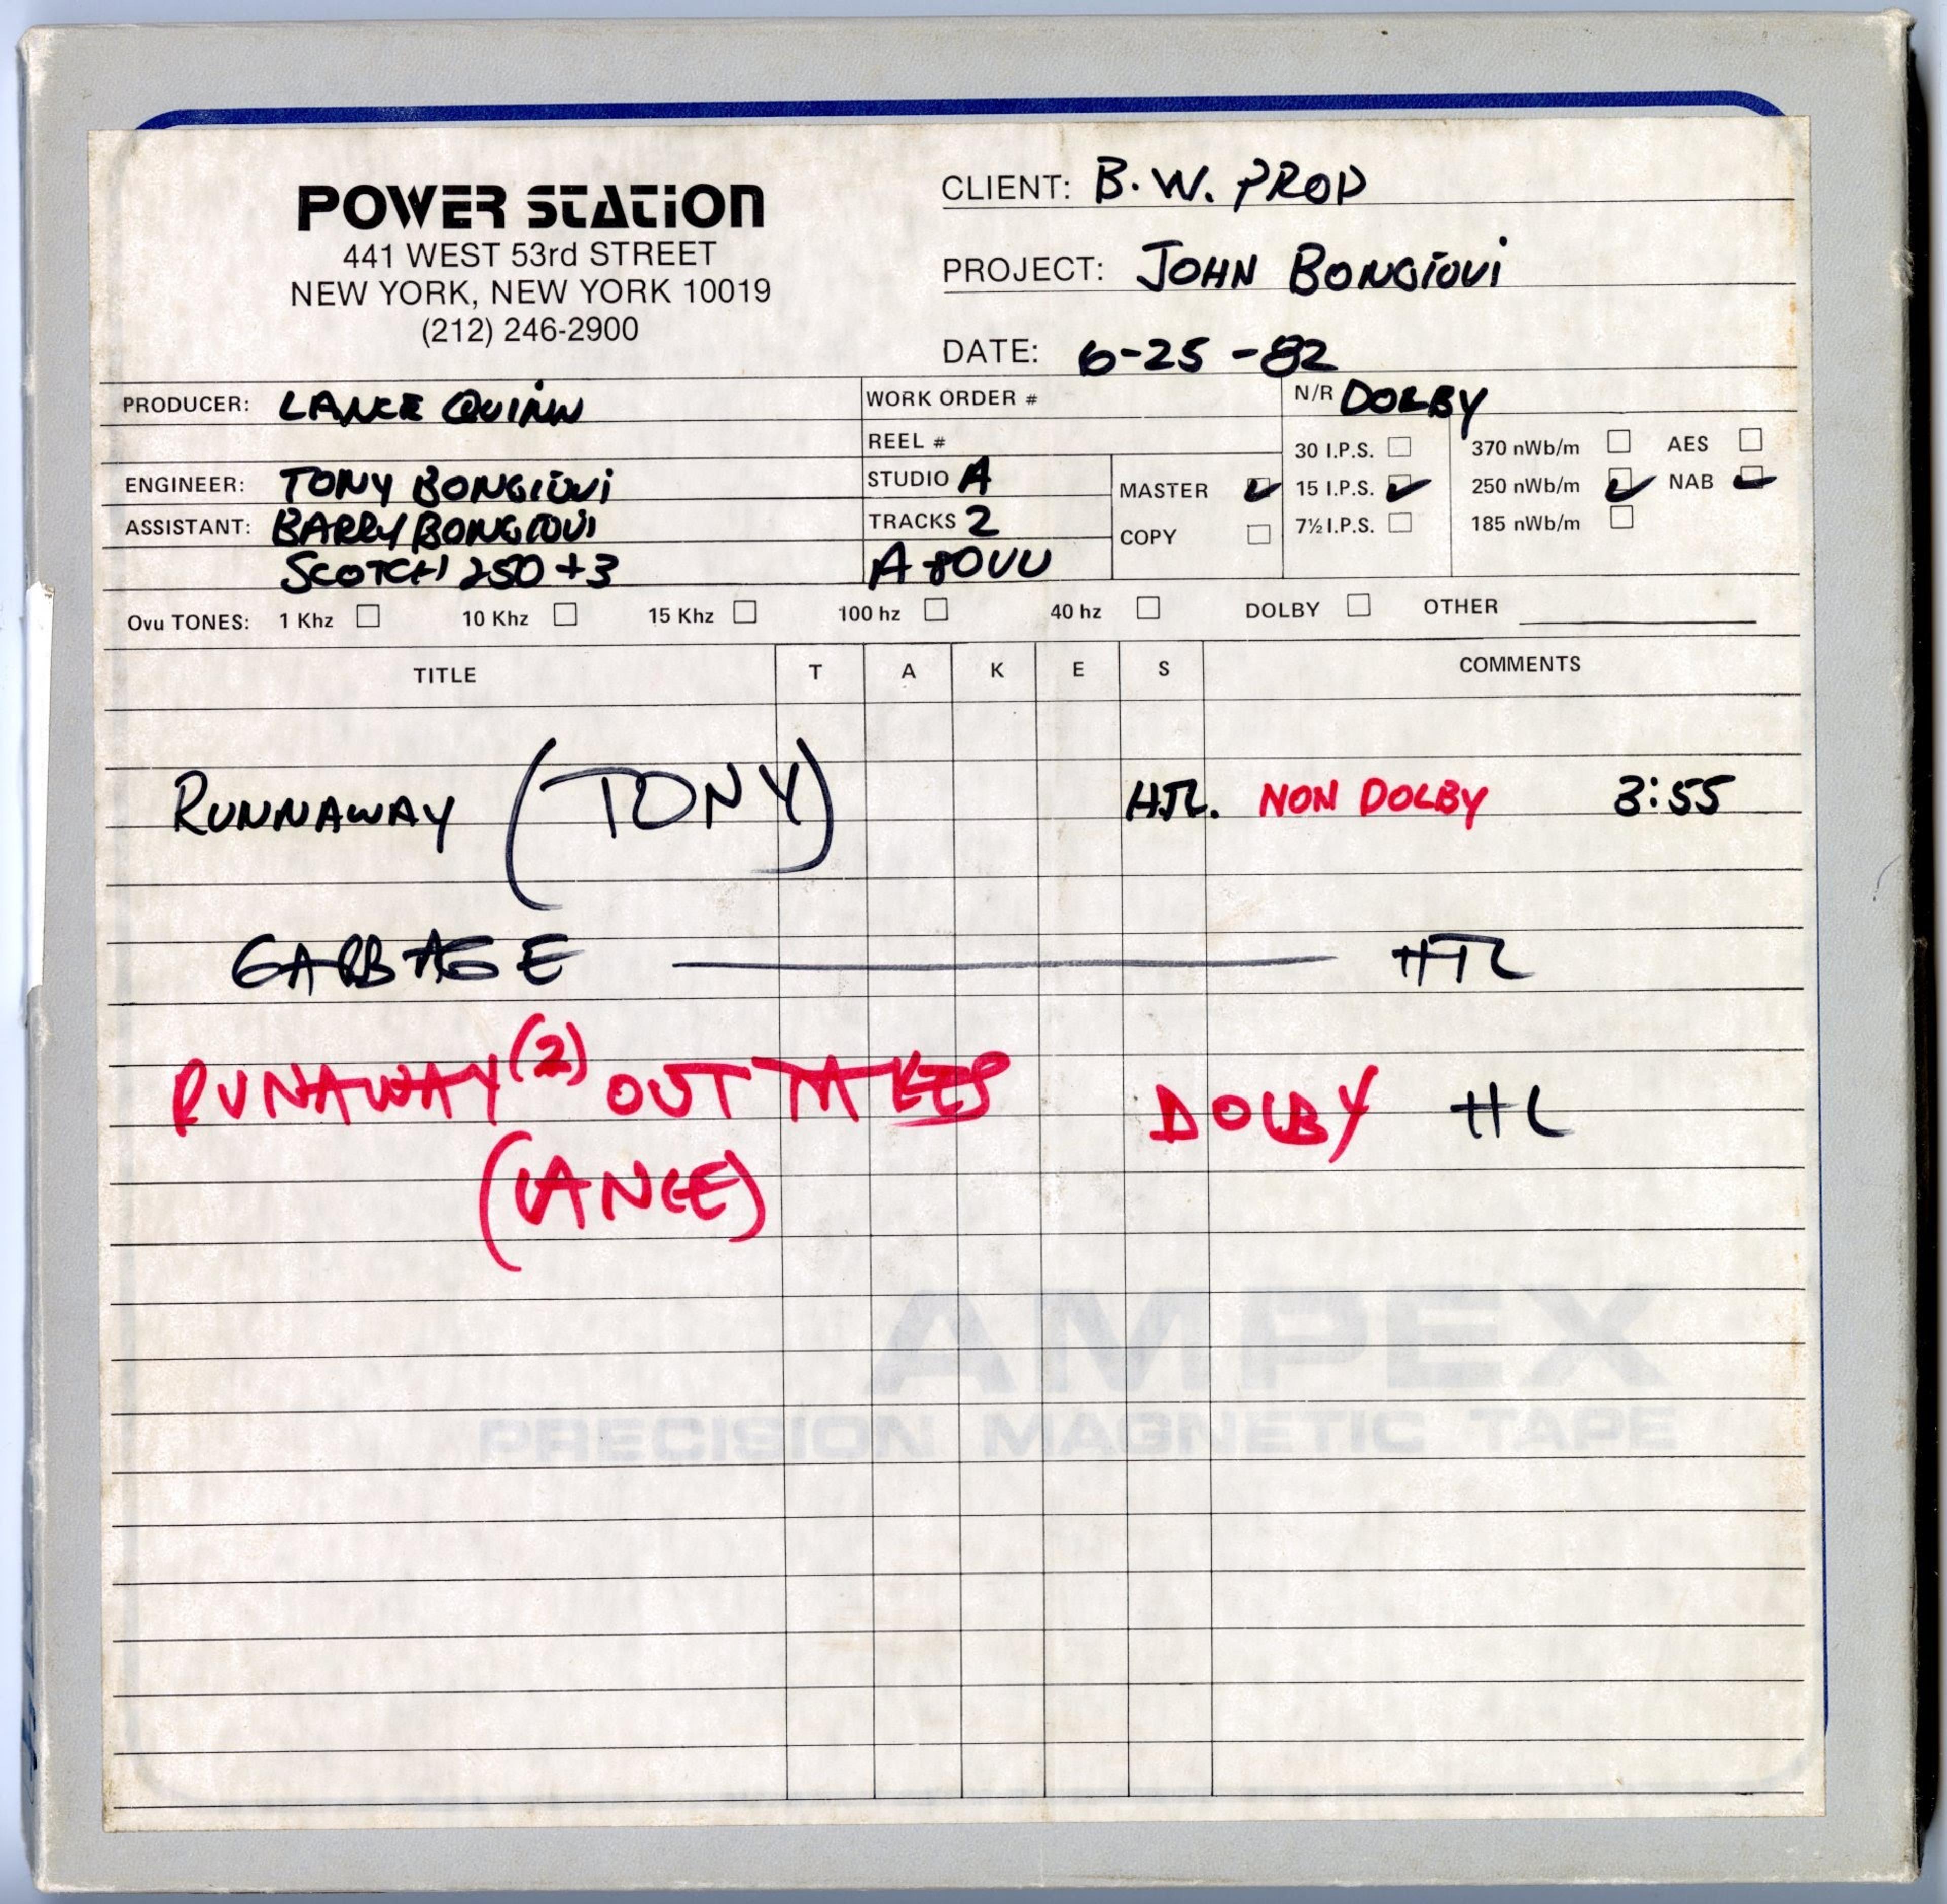 POWER STATION
441 WEST 53rd STREET
NEW YORK, NEW YORK 10019
(212) 246-2900
CLIENT: B.W. PROD
PROJECT: JOHN BONGIOVI
DATE: 6-25-82
PRODUCER: LANCE QUINN
WORK ORDER #
N/R DOLBY
REEL #
30 I.P.S. 370 nWb/m AES
ENGINEER: TONY BONGIOVI
STUDIO A
MASTER 15 I.P.S. 250 nWb/m NAB
ASSISTANT: BARRY BONGIOVI
TRACKS 2
COPY 7½ I.P.S. 185 nWb/m
SCOTCH 250 +3
Ovu TONES: 1 Khz 10 Khz 15 Khz 100 hz 40 hz DOLBY OTHER
TITLE T A K E S COMMENTS
RUNNAWAY (TONY) HTL. NON DOLBY 3:55
GARBAGE HTL
RUNAWAY (2) OUT TAKES DOLBY HL
(LANCE)
AMPEX
PRECISION MAGNETIC TAPE